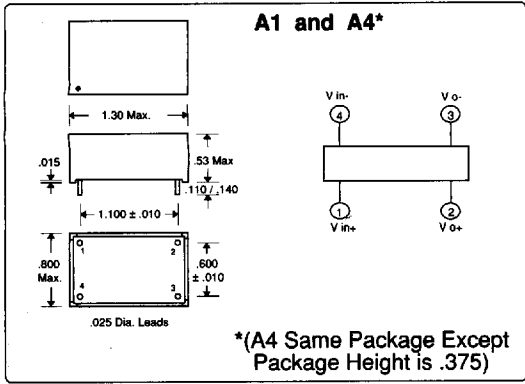 A1 and A4*
1.30 Max.
.015
.53 Max
.110 / .140
1.100 ± .010
.800
Max.
1
2
4
3
.600
± .010
.025 Dia. Leads
V in-
4
V o-
3
1
V in+
2
V o+
*(A4 Same Package Except
Package Height is .375)